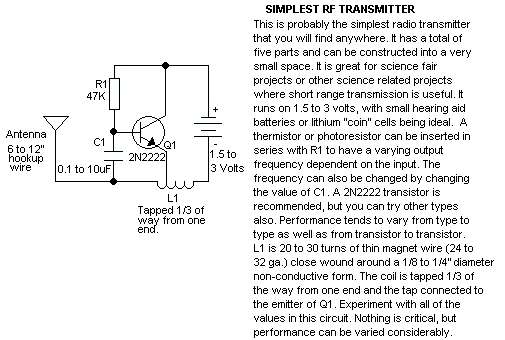 SIMPLEST RF TRANSMITTER
This is probably the simplest radio transmitter
that you will find anywhere. It has a total of
five parts and can be constructed into a very
small space. It is great for science fair
projects or other science related projects
where short range transmission is useful. It
runs on 1.5 to 3 volts, with small hearing aid
batteries or lithium "coin" cells being ideal. A
thermistor or photoresistor can be inserted in
series with R1 to have a varying output
frequency dependent on the input. The
frequency can also be changed by changing
the value of C1. A 2N2222 transistor is
recommended, but you can try other types
also. Performance tends to vary from type to
type as well as from transistor to transistor.
L1 is 20 to 30 turns of thin magnet wire (24 to
32 ga.) close wound around a 1/8 to 1/4" diameter
non-conductive form. The coil is tapped 1/3 of
the way from one end and the tap connected to
the emitter of Q1. Experiment with all of the
values in this circuit. Nothing is critical, but
performance can be varied considerably.
R1
47K
+
Antenna
6 to 12"
hookup
wire
C1
0.1 to 10uF
Q1
2N2222
-
1.5 to
3 Volts
L1
Tapped 1/3 of
way from one
end.